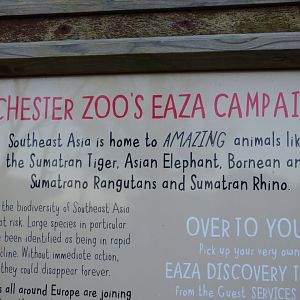 CHESTER ZOO'S EAZA CAMPAI
Southeast Asia is home to AMAZING animals lik
the Sumatran Tiger, Asian Elephant, Bornean an
Sumatrano Rangutans and Sumatran Rhino.
the biodiversity of Southeast Asia
at risk. Large species in particular
e been identified as being in rapid
cline. Without immediate action,
they could disappear forever.
s all around Europe are joining
OVER TO YOU
Pick up your very own
EAZA DISCOVERY T
from the Guest SERVICES